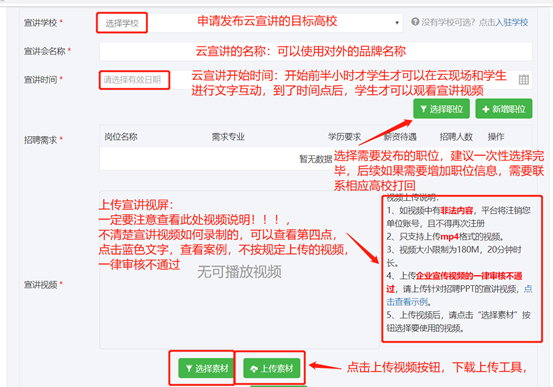 宣讲学校 * 选择学校 申请发布云宣讲的目标高校 没有学校可选？点击入驻学校
宣讲会名称 * 云宣讲的名称：可以使用对外的品牌名称
宣讲时间 * 请选择有效日期 云宣讲开始时间：开始前半小时才学生才可以在云现场和学生
进行文字互动，到了时间点后，学生才可以观看宣讲视频
选择职位 新增职位
招聘需求 * 岗位名称 需求专业 学历要求 薪资待遇 招聘人数 操作
暂无数据
选择需要发布的职位，建议一次性选择完
毕，后续如果需要增加职位信息，需要联
系相应高校打回
上传宣讲视屏：
一定要注意查看此处视频说明！！！，
不清楚宣讲视频如何录制的，可以查看第四点，
点击蓝色文字，查看案例，不按规定上传的视频，
一律审核不通过
无可播放视频
宣讲视频 *
视频上传说明：
1、如视频中有非法内容，平台将注销您
单位账号，且不得再次注册
2、只支持上传mp4格式的视频。
3、视频大小限制为180M，20分钟时
长。
4、上传企业宣传视频的一律审核不通
过，请上传针对招聘PPT的宣讲视频，点
击查看示例。
5、上传视频后，请点击“选择素材”按
钮选择要使用的视频。
选择素材 上传素材 点击上传视频按钮，下载上传工具，